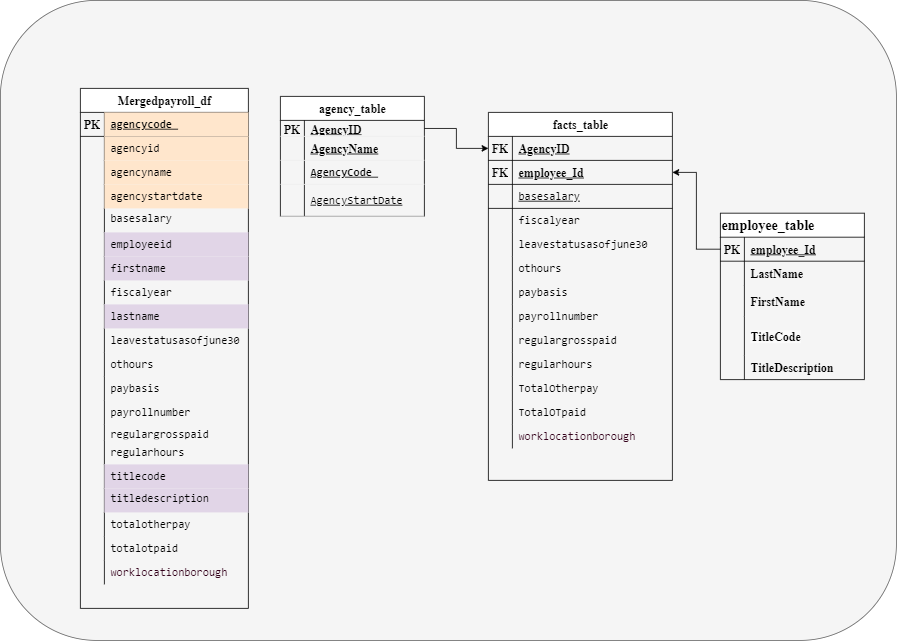 Mergedpayroll_df
PK agencycode
agencyid
agencyname
agencystartdate
basesalary
employeeid
firstname
fiscalyear
lastname
leavestatusasofjune30
othours
paybasis
payrollnumber
regulargrosspaid
regularhours
titlecode
titledescription
totalotherpay
totalotpaid
worklocationborough
agency_table
PK AgencyID
AgencyName
AgencyCode
AgencyStartDate
facts_table
FK AgencyID
FK employee_Id
basesalary
fiscalyear
leavestatusasofjune30
othours
paybasis
payrollnumber
regulargrosspaid
regularhours
TotalOtherpay
TotalOTpaid
worklocationborough
employee_table
PK employee_Id
LastName
FirstName
TitleCode
TitleDescription